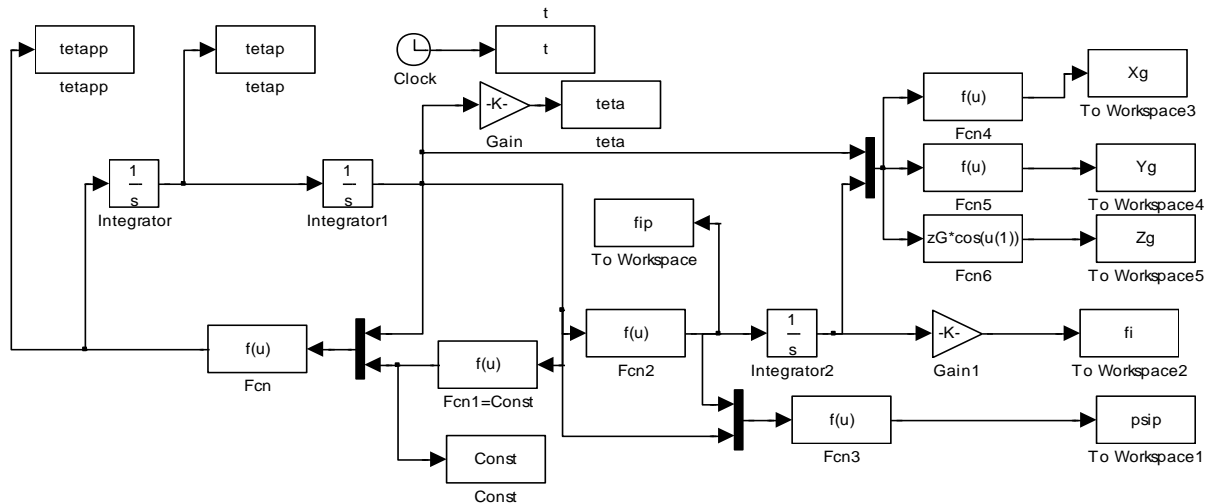 t
tetapp
tetap
t
tetapp
tetap
Clock
-K-
teta
Gain
teta
f(u)
Xg
Fcn4
To Workspace3
1
s
Integrator
1
s
Integrator1
f(u)
Yg
Fcn5
To Workspace4
fip
To Workspace
zG*cos(u(1))
Zg
Fcn6
To Workspace5
f(u)
Fcn
f(u)
Fcn1=Const
f(u)
Fcn2
1
s
Integrator2
-K-
Gain1
fi
To Workspace2
f(u)
Fcn3
psip
To Workspace1
Const
Const